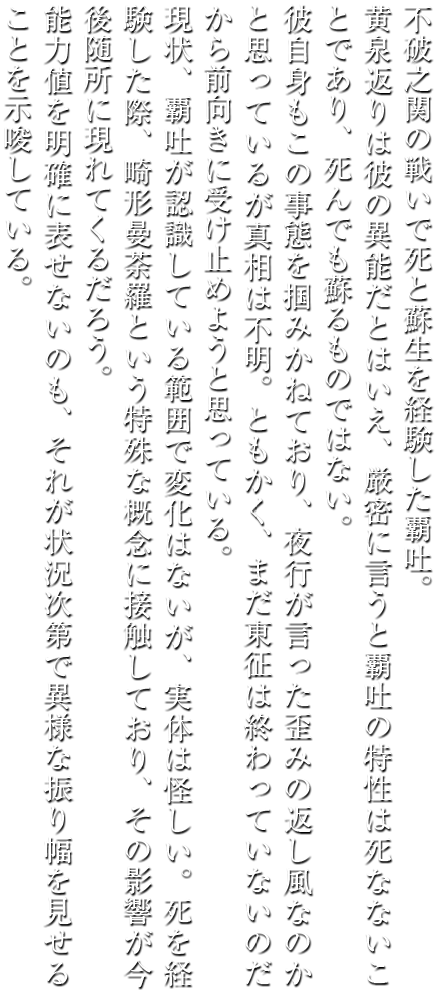 不破之関の戦いで死と蘇生を経験した覇吐。
黄泉返りは彼の異能だとはいえ、厳密に言うと覇吐の特性は死なないこ
とであり、死んでも蘇るものではない。
彼自身もこの事態を掴みかねており、夜行が言った歪みの返し風なのか
と思っているが真相は不明。ともかく、まだ東征は終わっていないのだ
から前向きに受け止めようと思っている。
現状、覇吐が認識している範囲で変化はないが、実体は怪しい。死を経
験した際、畸形曼荼羅という特殊な概念に接触しており、その影響が今
後随所に現れてくるだろう。
能力値を明確に表せないのも、それが状況次第で異様な振り幅を見せる
ことを示唆している。